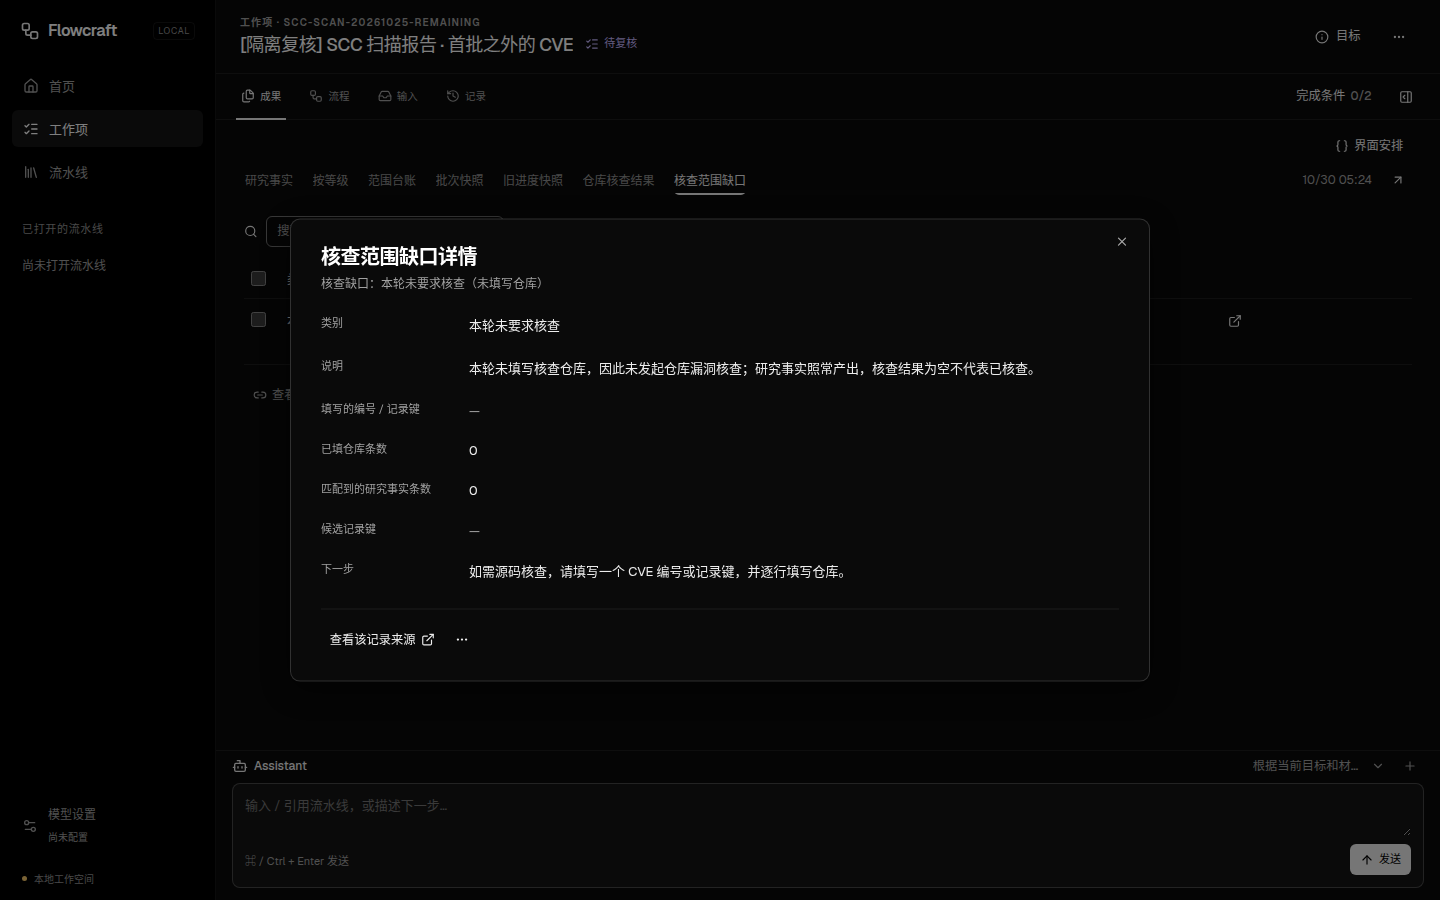 Flowcraft
LOCAL
首页
工作项
流水线
已打开的流水线
尚未打开流水线
模型设置
尚未配置
本地工作空间
工作项 · SCC-SCAN-20261025-REMAINING
[隔离复核] SCC 扫描报告 · 首批之外的 CVE
待复核
目标
成果
流程
输入
记录
完成条件 0/2
{ } 界面安排
研究事实
按等级
范围台账
批次快照
旧进度快照
仓库核查结果
核查范围缺口
10/30 05:24
搜
查看
核查范围缺口详情
核查缺口：本轮未要求核查（未填写仓库）
类别
本轮未要求核查
说明
本轮未填写核查仓库，因此未发起仓库漏洞核查；研究事实照常产出，核查结果为空不代表已核查。
填写的编号 / 记录键
—
已填仓库条数
0
匹配到的研究事实条数
0
候选记录键
—
下一步
如需源码核查，请填写一个 CVE 编号或记录键，并逐行填写仓库。
查看该记录来源
Assistant
根据当前目标和材...
输入 / 引用流水线，或描述下一步...
⌘ / Ctrl + Enter 发送
发送